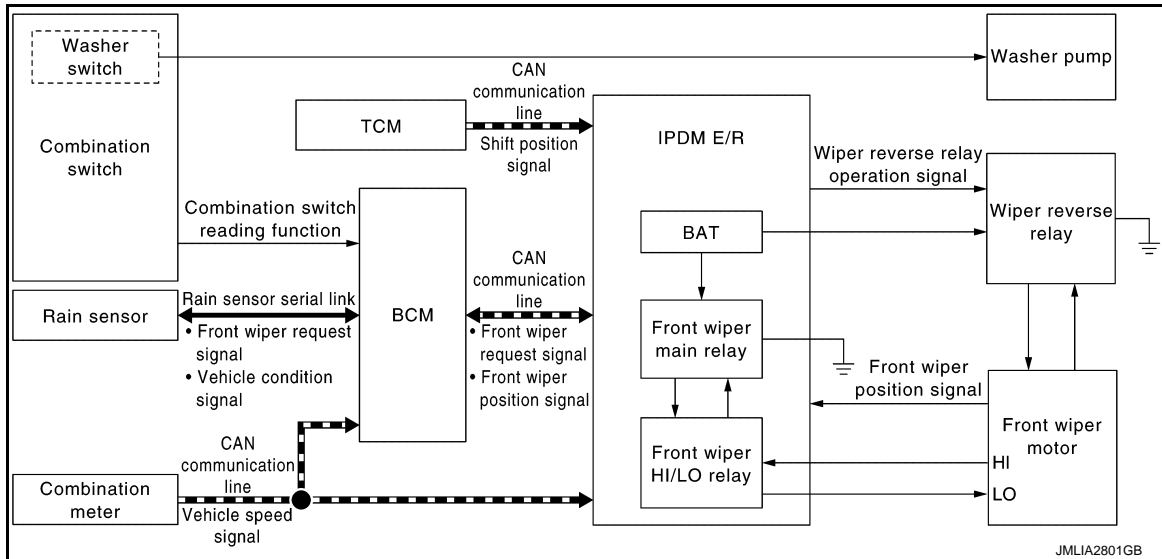 Washer
switch
Combination
switch
Washer pump
CAN
communication
line
TCM
Shift position
signal
IPDM E/R
Wiper reverse relay
operation signal
Wiper reverse
relay
Combination switch
reading function
BAT
BCM
CAN
communication
line
• Front wiper
request signal
• Front wiper
position signal
Rain sensor
Rain sensor serial link
• Front wiper request
signal
• Vehicle condition
signal
Front wiper
main relay
Front wiper
position signal
Front wiper
HI/LO relay
Front wiper
motor
HI
LO
Combination
meter
CAN
communication
line
Vehicle speed
signal
JMLIA2801GB